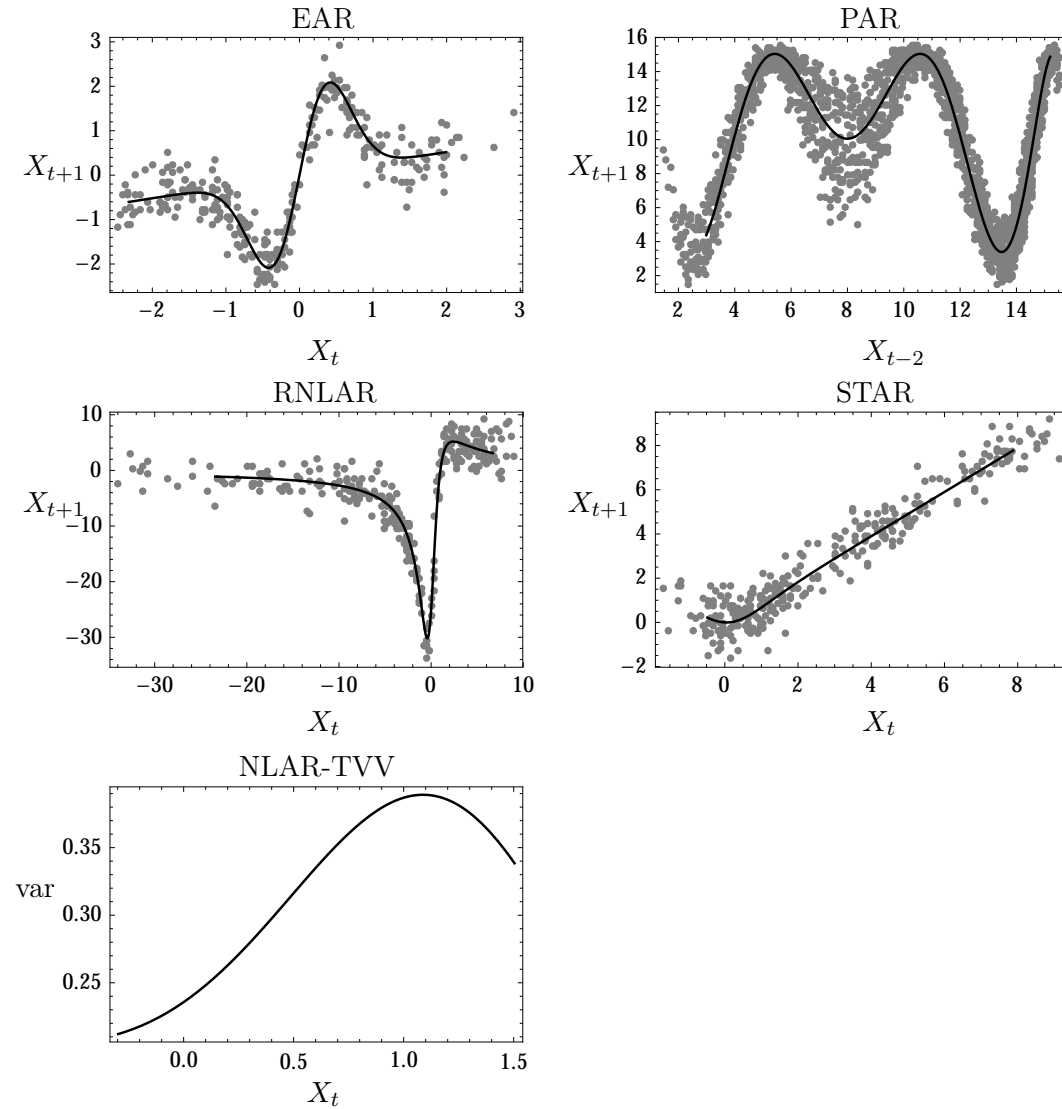 EAR
3
2
1
0
−1
−2
X_{t+1}
−2 −1 0 1 2 3
X_t
PAR
16
14
12
10
8
6
4
2
X_{t+1}
2 4 6 8 10 12 14
X_{t−2}
RNLAR
10
0
−10
−20
−30
X_{t+1}
−30 −20 −10 0 10
X_t
STAR
8
6
4
2
0
−2
X_{t+1}
0 2 4 6 8
X_t
NLAR-TVV
0.35
0.30
0.25
var
0.0 0.5 1.0 1.5
X_t